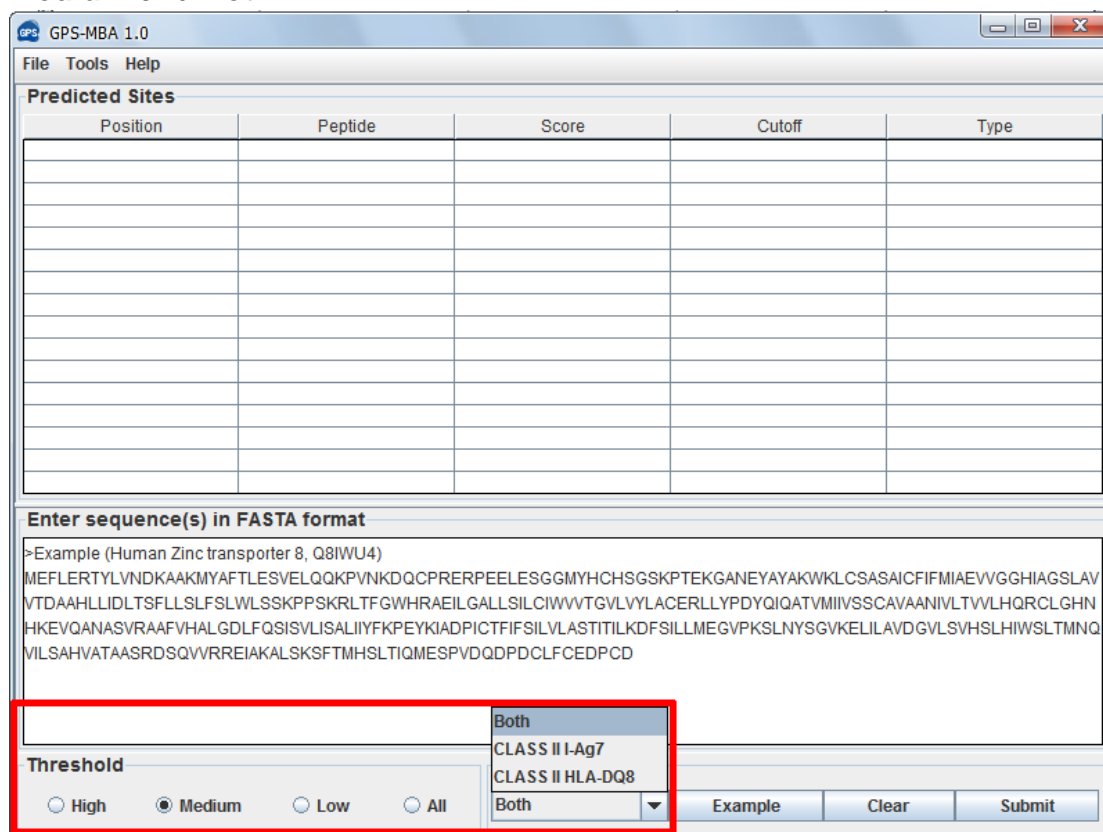 GPS GPS-MBA 1.0
File Tools Help
Predicted Sites
Position Peptide Score Cutoff Type
Enter sequence(s) in FASTA format
>Example (Human Zinc transporter 8, Q8IWU4)
MEFLERTYLVNDKAAKMYAFTLESVELQQKPVNKDQCPRERPEELESGGMYHCHSGSKPTEKGANEYAYAKWKLCSASAICFIFMIAEVVGGHIAGSLAV
VTDAAHLLIDLTSFLLSLFSLWLSSKPPSKRLTFGWHRAEILGALLSILCIWVVTGVLVYLACERLLYPDYQIQATVMIIVSSCAVAANIVLTVVLHQRCLGHN
HKEVQANASVRAAFVHALGDLFQSISVLISALIIYFKPEYKIADPICTFIFSILVLASTITILKDFSILLMEGVPKSLNYSGVKELILAVDGVLSVHSLHIWSLTMNQ
VILSAHVATAASRDSQVVRREIAKALSKSFTMHSLTIQMESPVDQDPDCLFCEDPCD
Both
CLASS II I-Ag7
CLASS II HLA-DQ8
Threshold
High Medium Low All Both Example Clear Submit